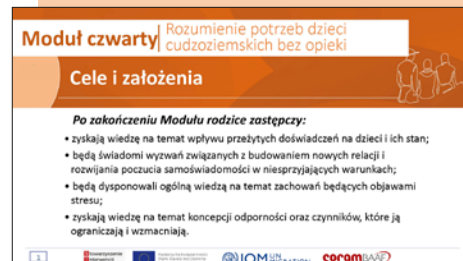 Moduł czwarty
Rozumienie potrzeb dzieci
cudzoziemskich bez opieki
Cele i założenia
Po zakończeniu Modułu rodzice zastępczy:
• zyskają wiedzę na temat wpływu przeżytych doświadczeń na dzieci i ich stan;
• będą świadomi wyzwań związanych z budowaniem nowych relacji i
rozwijania poczucia samoświadomości w niesprzyjających warunkach;
• będą dysponowali ogólną wiedzą na temat zachowań będących objawami
stresu;
• zyskają wiedzę na temat koncepcji odporności oraz czynników, które ją
ograniczają i wzmacniają.
1
IOM UN
coramBAAF